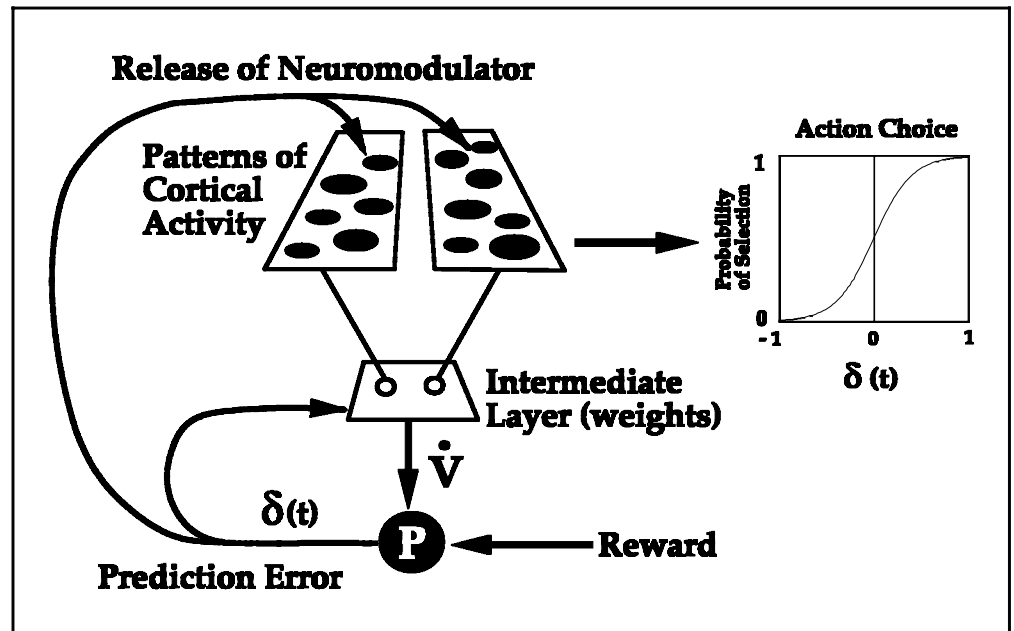 Release of Neuromodulator
Patterns of
Cortical
Activity
Action Choice
Probability
of Selection
1
0
-1
0
1
δ (t)
Intermediate
Layer (weights)
V̇
δ(t)
P
Reward
Prediction Error